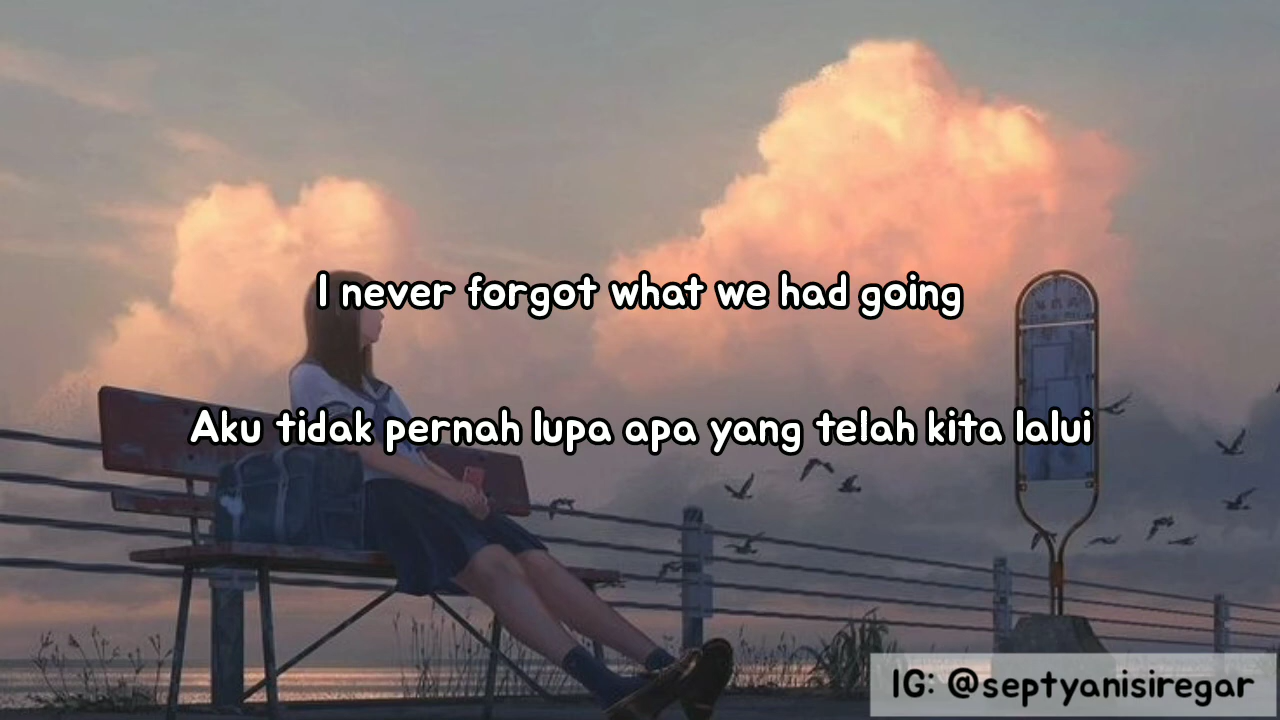 I never forgot what we had going
Aku tidak pernah lupa apa yang telah kita lalui
IG: @septyanisiregar